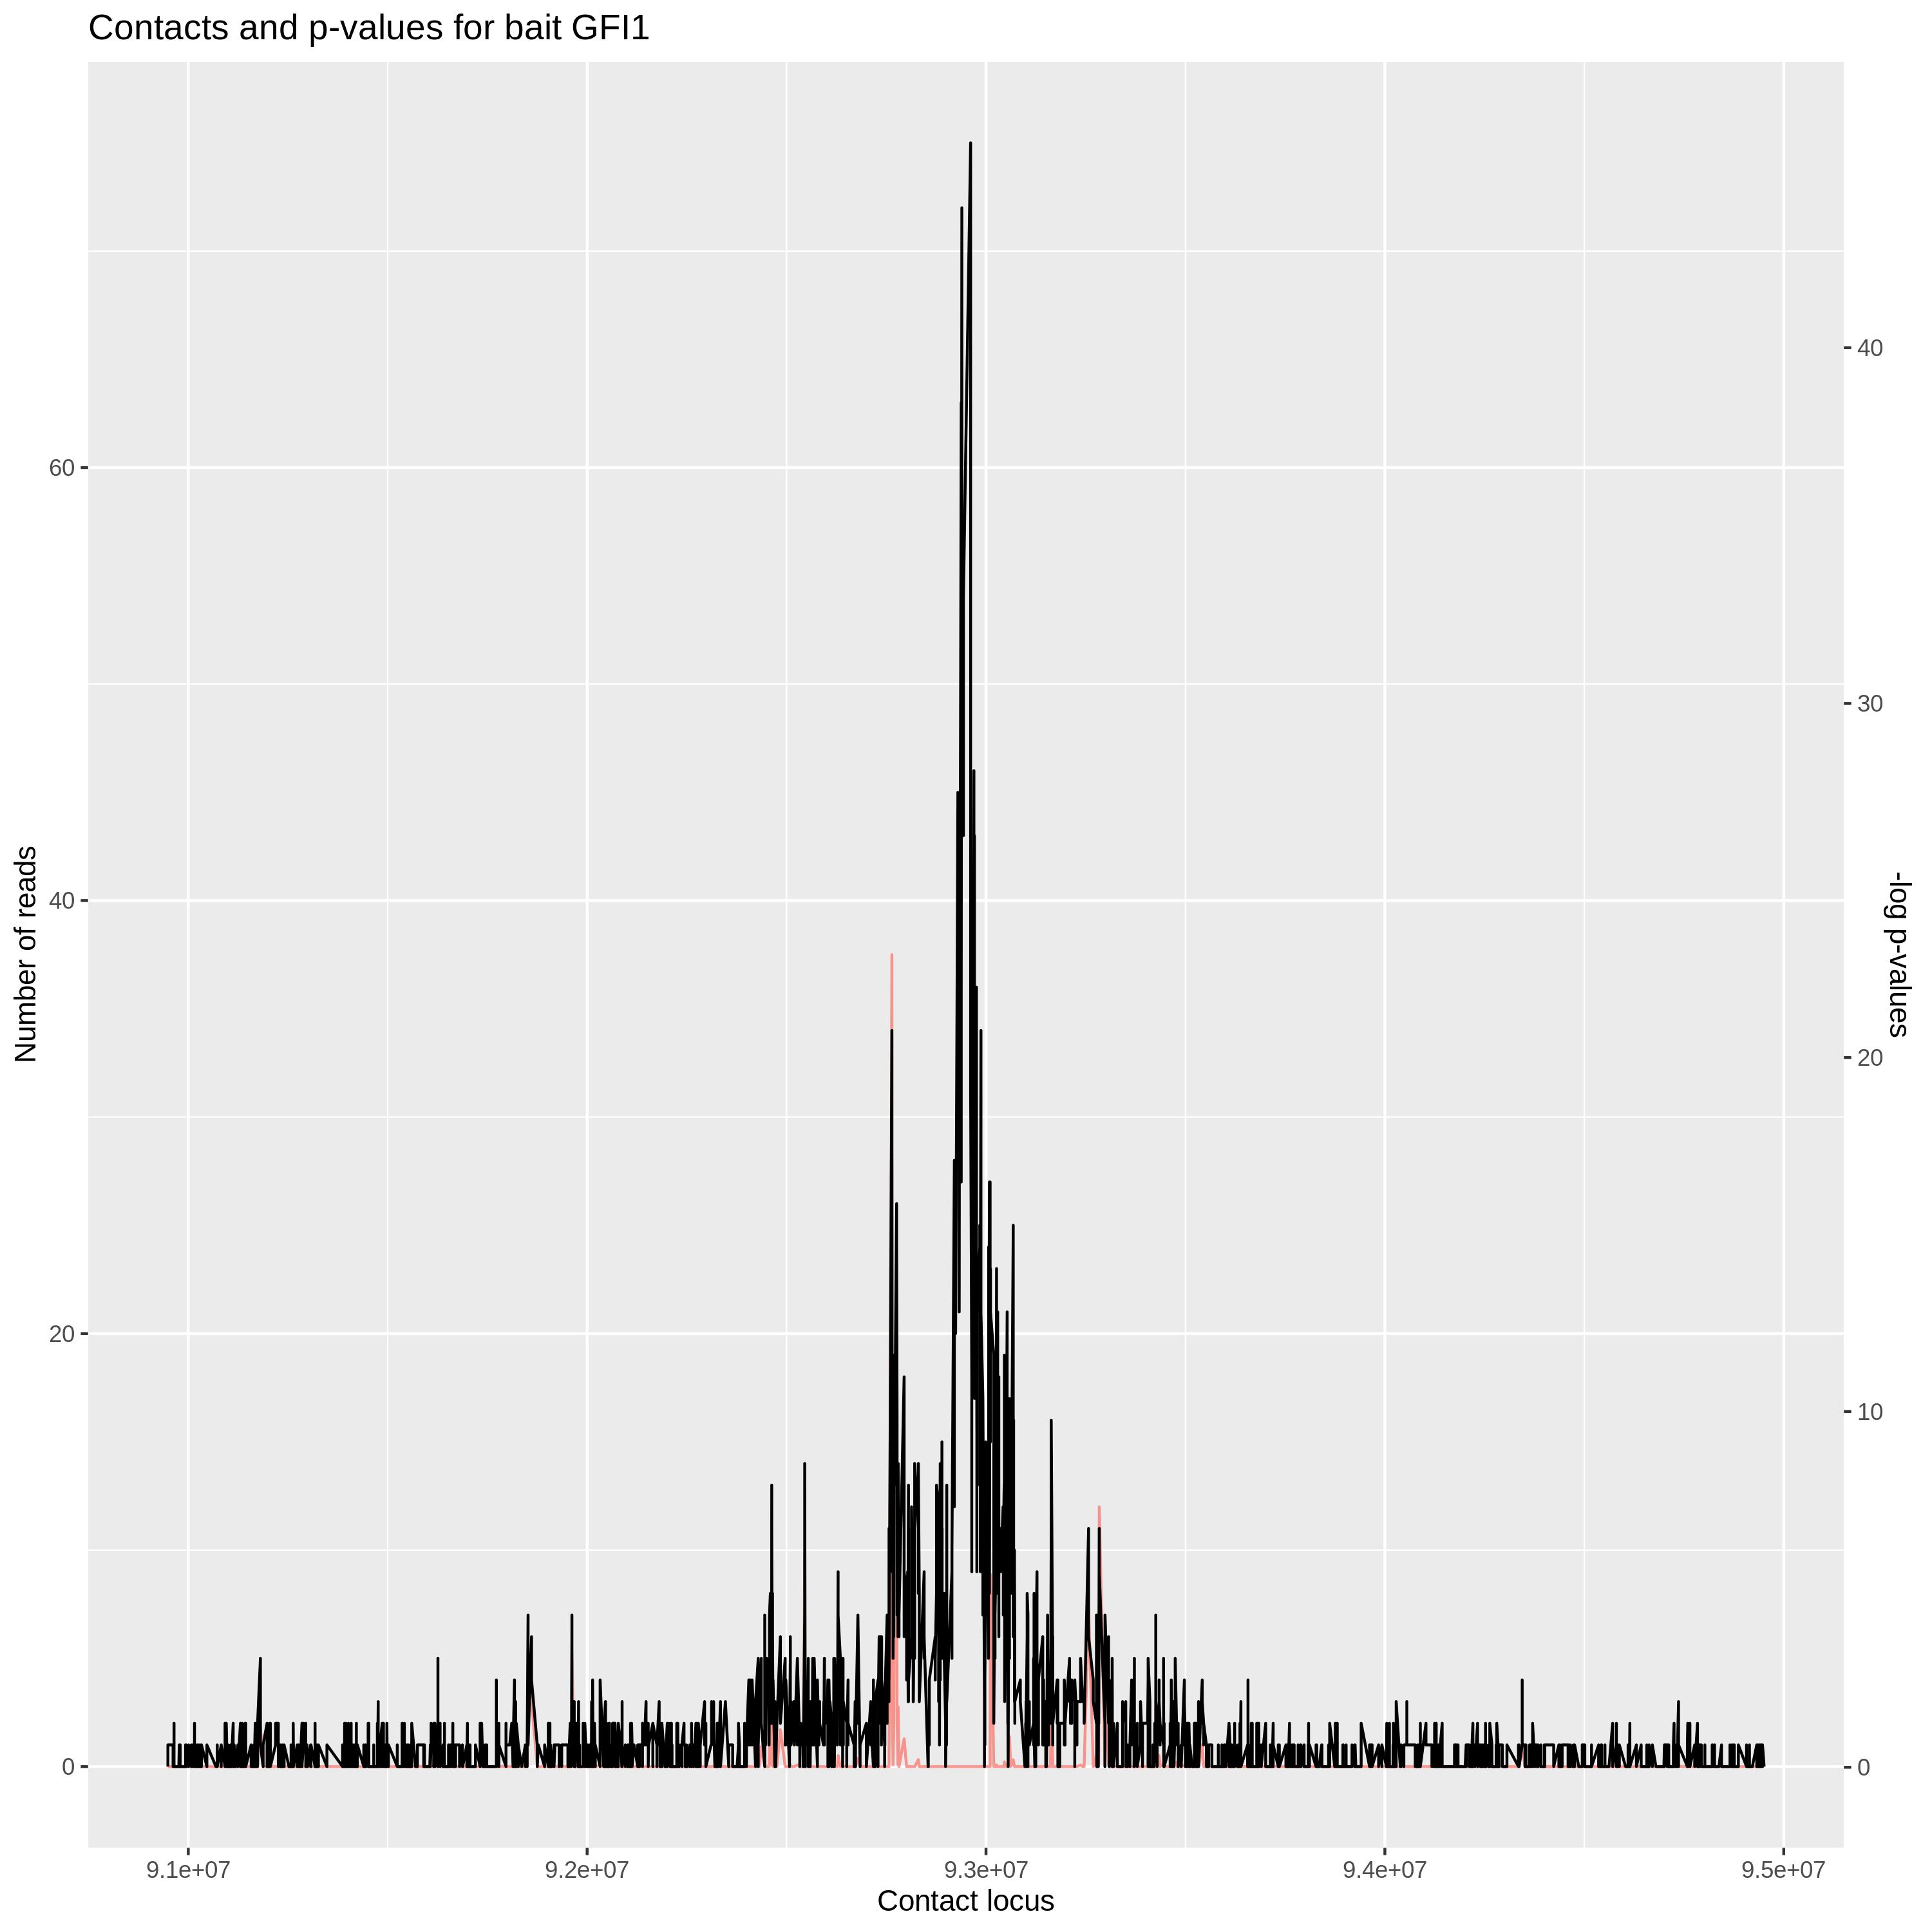 Contacts and p-values for bait GFI1
60
40
20
0
Number of reads
40
30
20
10
0
-log p-values
9.1e+07 9.2e+07 9.3e+07 9.4e+07 9.5e+07
Contact locus